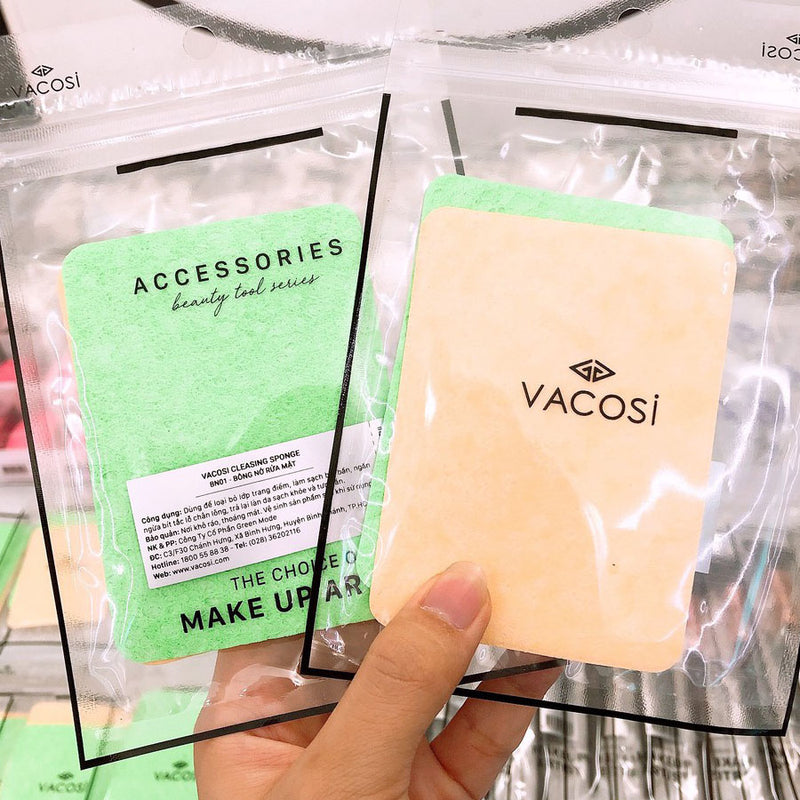 VACOSI
VACOSI
ACCESSORIES
beauty tool series
VACOSI
VACOSI CLEASING SPONGE
BN01 - BÔNG NỞ RỬA MẶT
Công dụng: Dùng để loại bỏ lớp trang điểm, làm sạch bụi bẩn, ngăn
ngừa bít tắc lỗ chân lông, trả lại làn da sạch khỏe và tươi tắn.
Bảo quản: Nơi khô ráo, thoáng mát. Vệ sinh sản phẩm khi sử dụng
NK & PP: Công Ty Cổ Phần Green Mode
ĐC: C3/F30 Chánh Hưng, Xã Bình Hưng, Huyện Bình Chánh, TP H
Hotline: 1800 55 88 38 - Tel: (028) 36202116
Web: www.vacosi.com
THE CHOICE O
MAKE UP AR
VACOSI
VACOSI